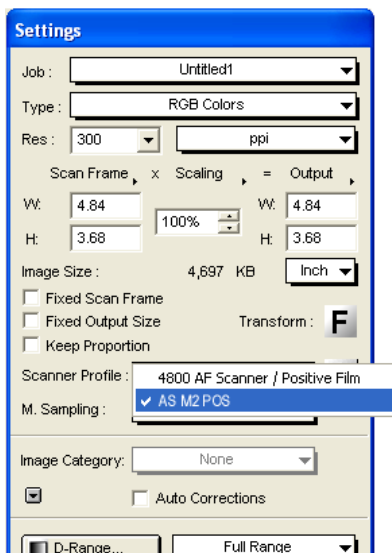 Settings
Job : Untitled1
Type : RGB Colors
Res : 300 ppi
Scan Frame x Scaling = Output
W: 4.84 100% W: 4.84
H: 3.68 H: 3.68
Image Size : 4,697 KB Inch
Fixed Scan Frame
Fixed Output Size Transform : F
Keep Proportion
Scanner Profile : 4800 AF Scanner / Positive Film
M. Sampling : AS M2 POS
Image Category: None
Auto Corrections
D-Range... Full Range